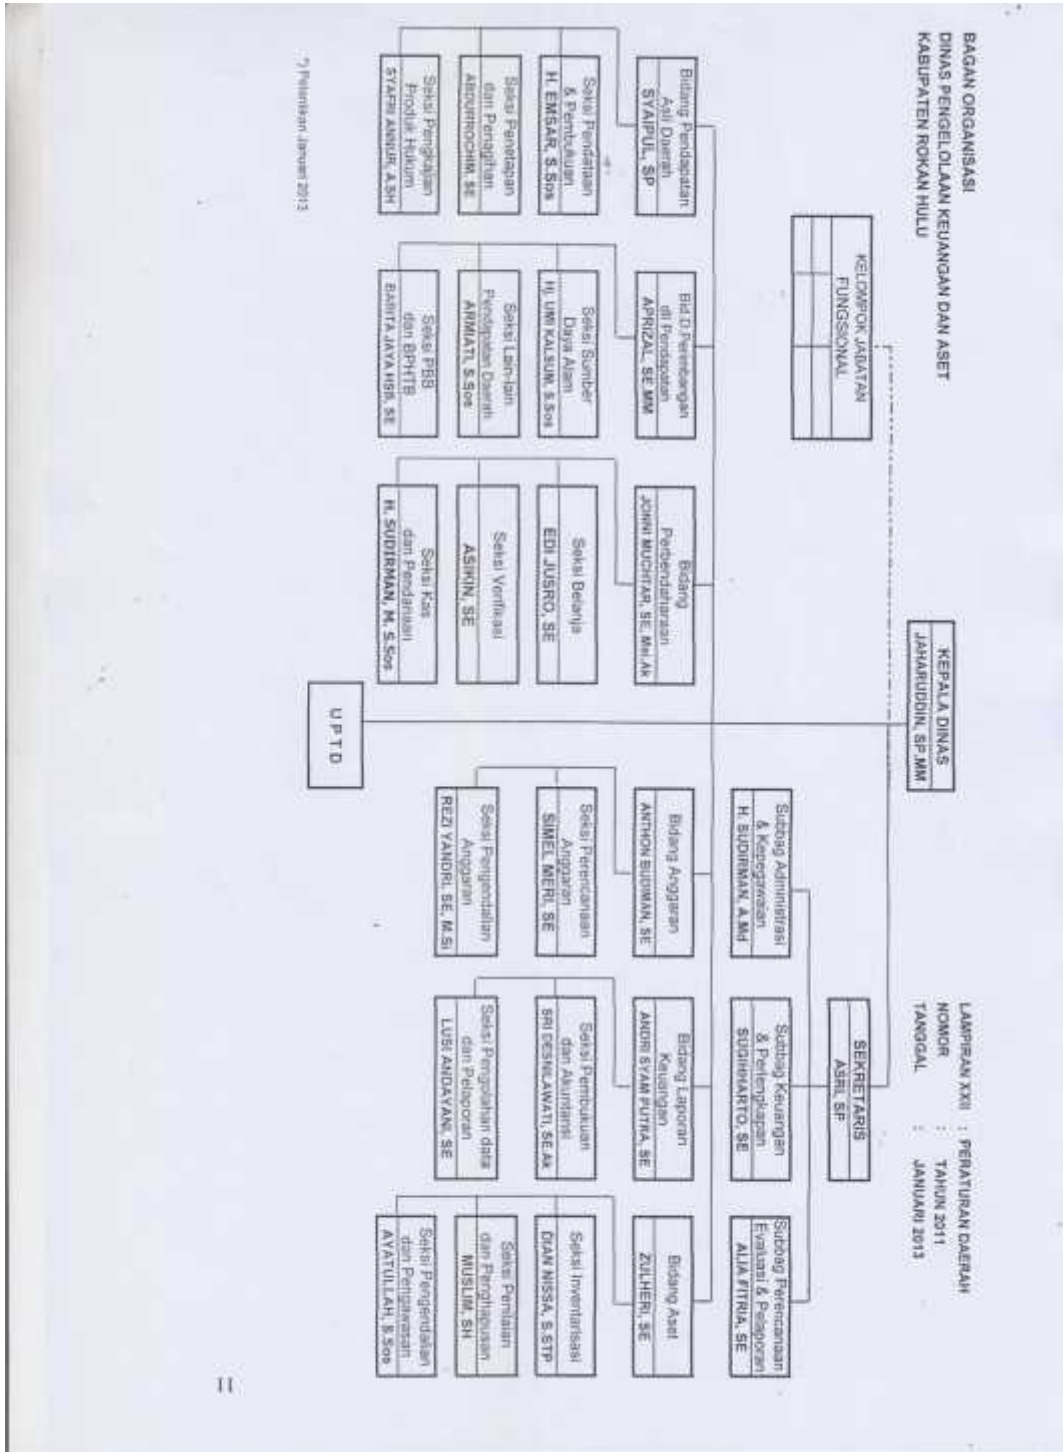 BAGAN ORGANISASI
DINAS PENGELOLAAN KEUANGAN DAN ASET
KABUPATEN ROKAN HULU
LAMPIRAN XXII : PERATURAN DAERAH
NOMOR : TAHUN 2011
TANGGAL : JANUARI 2013
KEPALA DINAS
JAHARUDDIN, SP,MM
KELOMPOK JABATAN
FUNGSIONAL
SEKRETARIS
ASRI, SP
Subbag Administrasi
& Kepegawaian
H. SUDIRMAN, A.Md
Subbag Keuangan
& Perlengkapan
SUGIHHARTO, SE
Subbag Perencanaan
Evaluasi & Pelaporan
ALIA FITRIA, SE
Bidang Pendapatan
Asli Daerah
SYAIPUL, SP
Bid D.Perimbangan
di Pendapatan
APRIZAL, SE,MM
Bidang
Perbendaharaan
JONNI MUCHTAR, SE, Msi,Ak
Bidang Anggaran
ANTHON BUDIMAN, SE
Bidang Laporan
Keuangan
ANDRI SYAM PUTRA, SE
Bidang Aset
ZULHERI, SE
Seksi Pendataan
& Pembukuan
H. EMSAR, S.Sos
Seksi Sumber
Daya Alam
Hj. UMI KALSUM, S.Sos
Seksi Belanja
EDI JUSRO, SE
Seksi Perencanaan
Anggaran
SIMEL MERI, SE
Seksi Pembukuan
dan Akuntansi
SRI DESNILAWATI, SE.Ak
Seksi Inventarisasi
DIAN NISSA, S.STP
Seksi Penetapan
dan Penagihan
ABDURROCHIM, SE
Seksi Lain-lain
Pendapatan Daerah
ARMIATI, S.Sos
Seksi Verifikasi
ASIKIN, SE
Seksi Pengendalian
Anggaran
REZI YANDRI, SE, M.Si
Seksi Pengolahan data
dan Pelaporan
LUSI ANDAYANI, SE
Seksi Penilaian
dan Penghapusan
MUSLIM, SH
Seksi Pengkajian
Produk Hukum
SYAFRI ANNUR, A.SH
Seksi PBB
dan BPHTB
BARITA JAYA HSB, SE
Seksi Kas
dan Pendanaan
H. SUDIRMAN, M. S.Sos
Seksi Pengendalian
dan Pengawasan
AYATULLAH, S.Sos
U P T D
*) Pelantikan Januari 2013
11